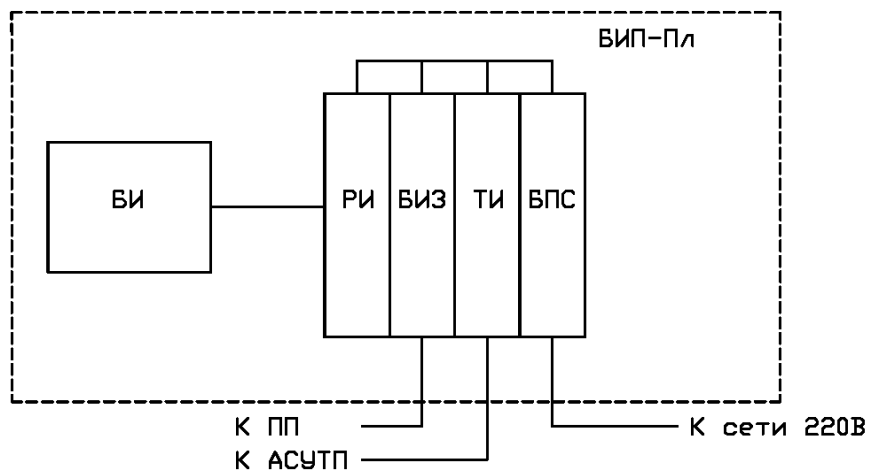 БИП-Пл
БИ
РИ
БИЗ
ТИ
БПС
К ПП
К сети 220В
К АСУТП